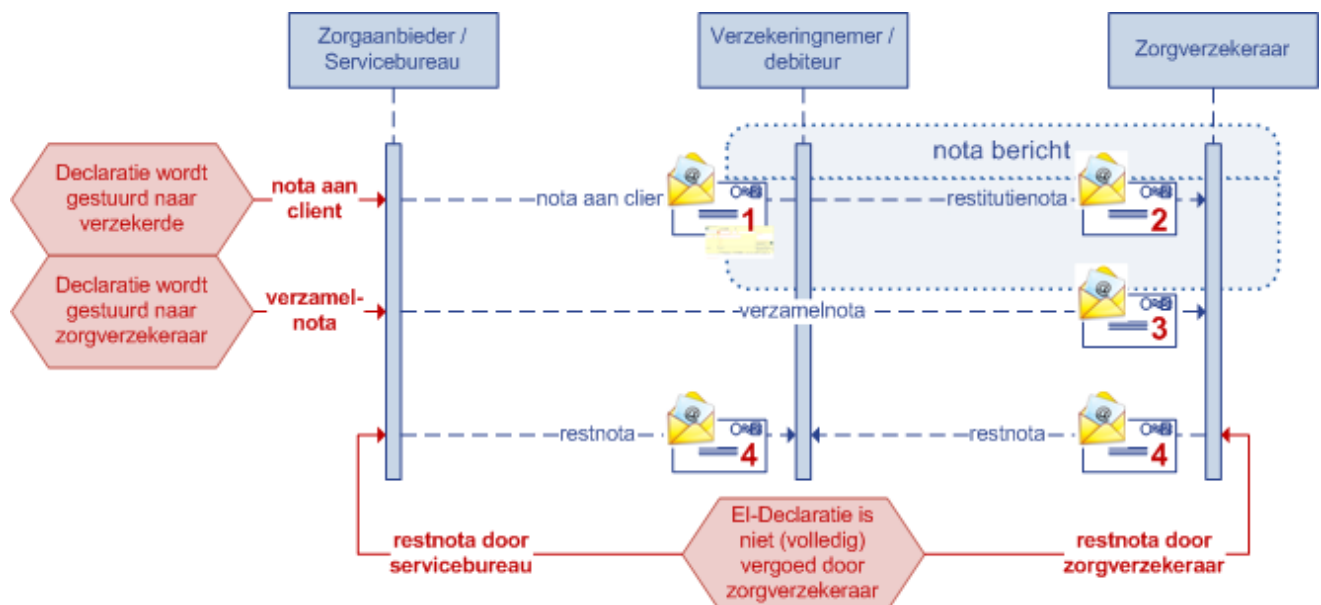 Zorgaanbieder /
Servicebureau
Verzekeringnemer /
debiteur
Zorgverzekeraar
nota bericht
Declaratie wordt
gestuurd naar
verzekerde
nota aan
client
nota aan clier
1
restitutienota
2
Declaratie wordt
gestuurd naar
zorgverzekeraar
verzamel-
nota
verzamelnota
3
restnota
4
restnota
4
restnota door
servicebureau
EI-Declaratie is
niet (volledig)
vergoed door
zorgverzekeraar
restnota door
zorgverzekeraar